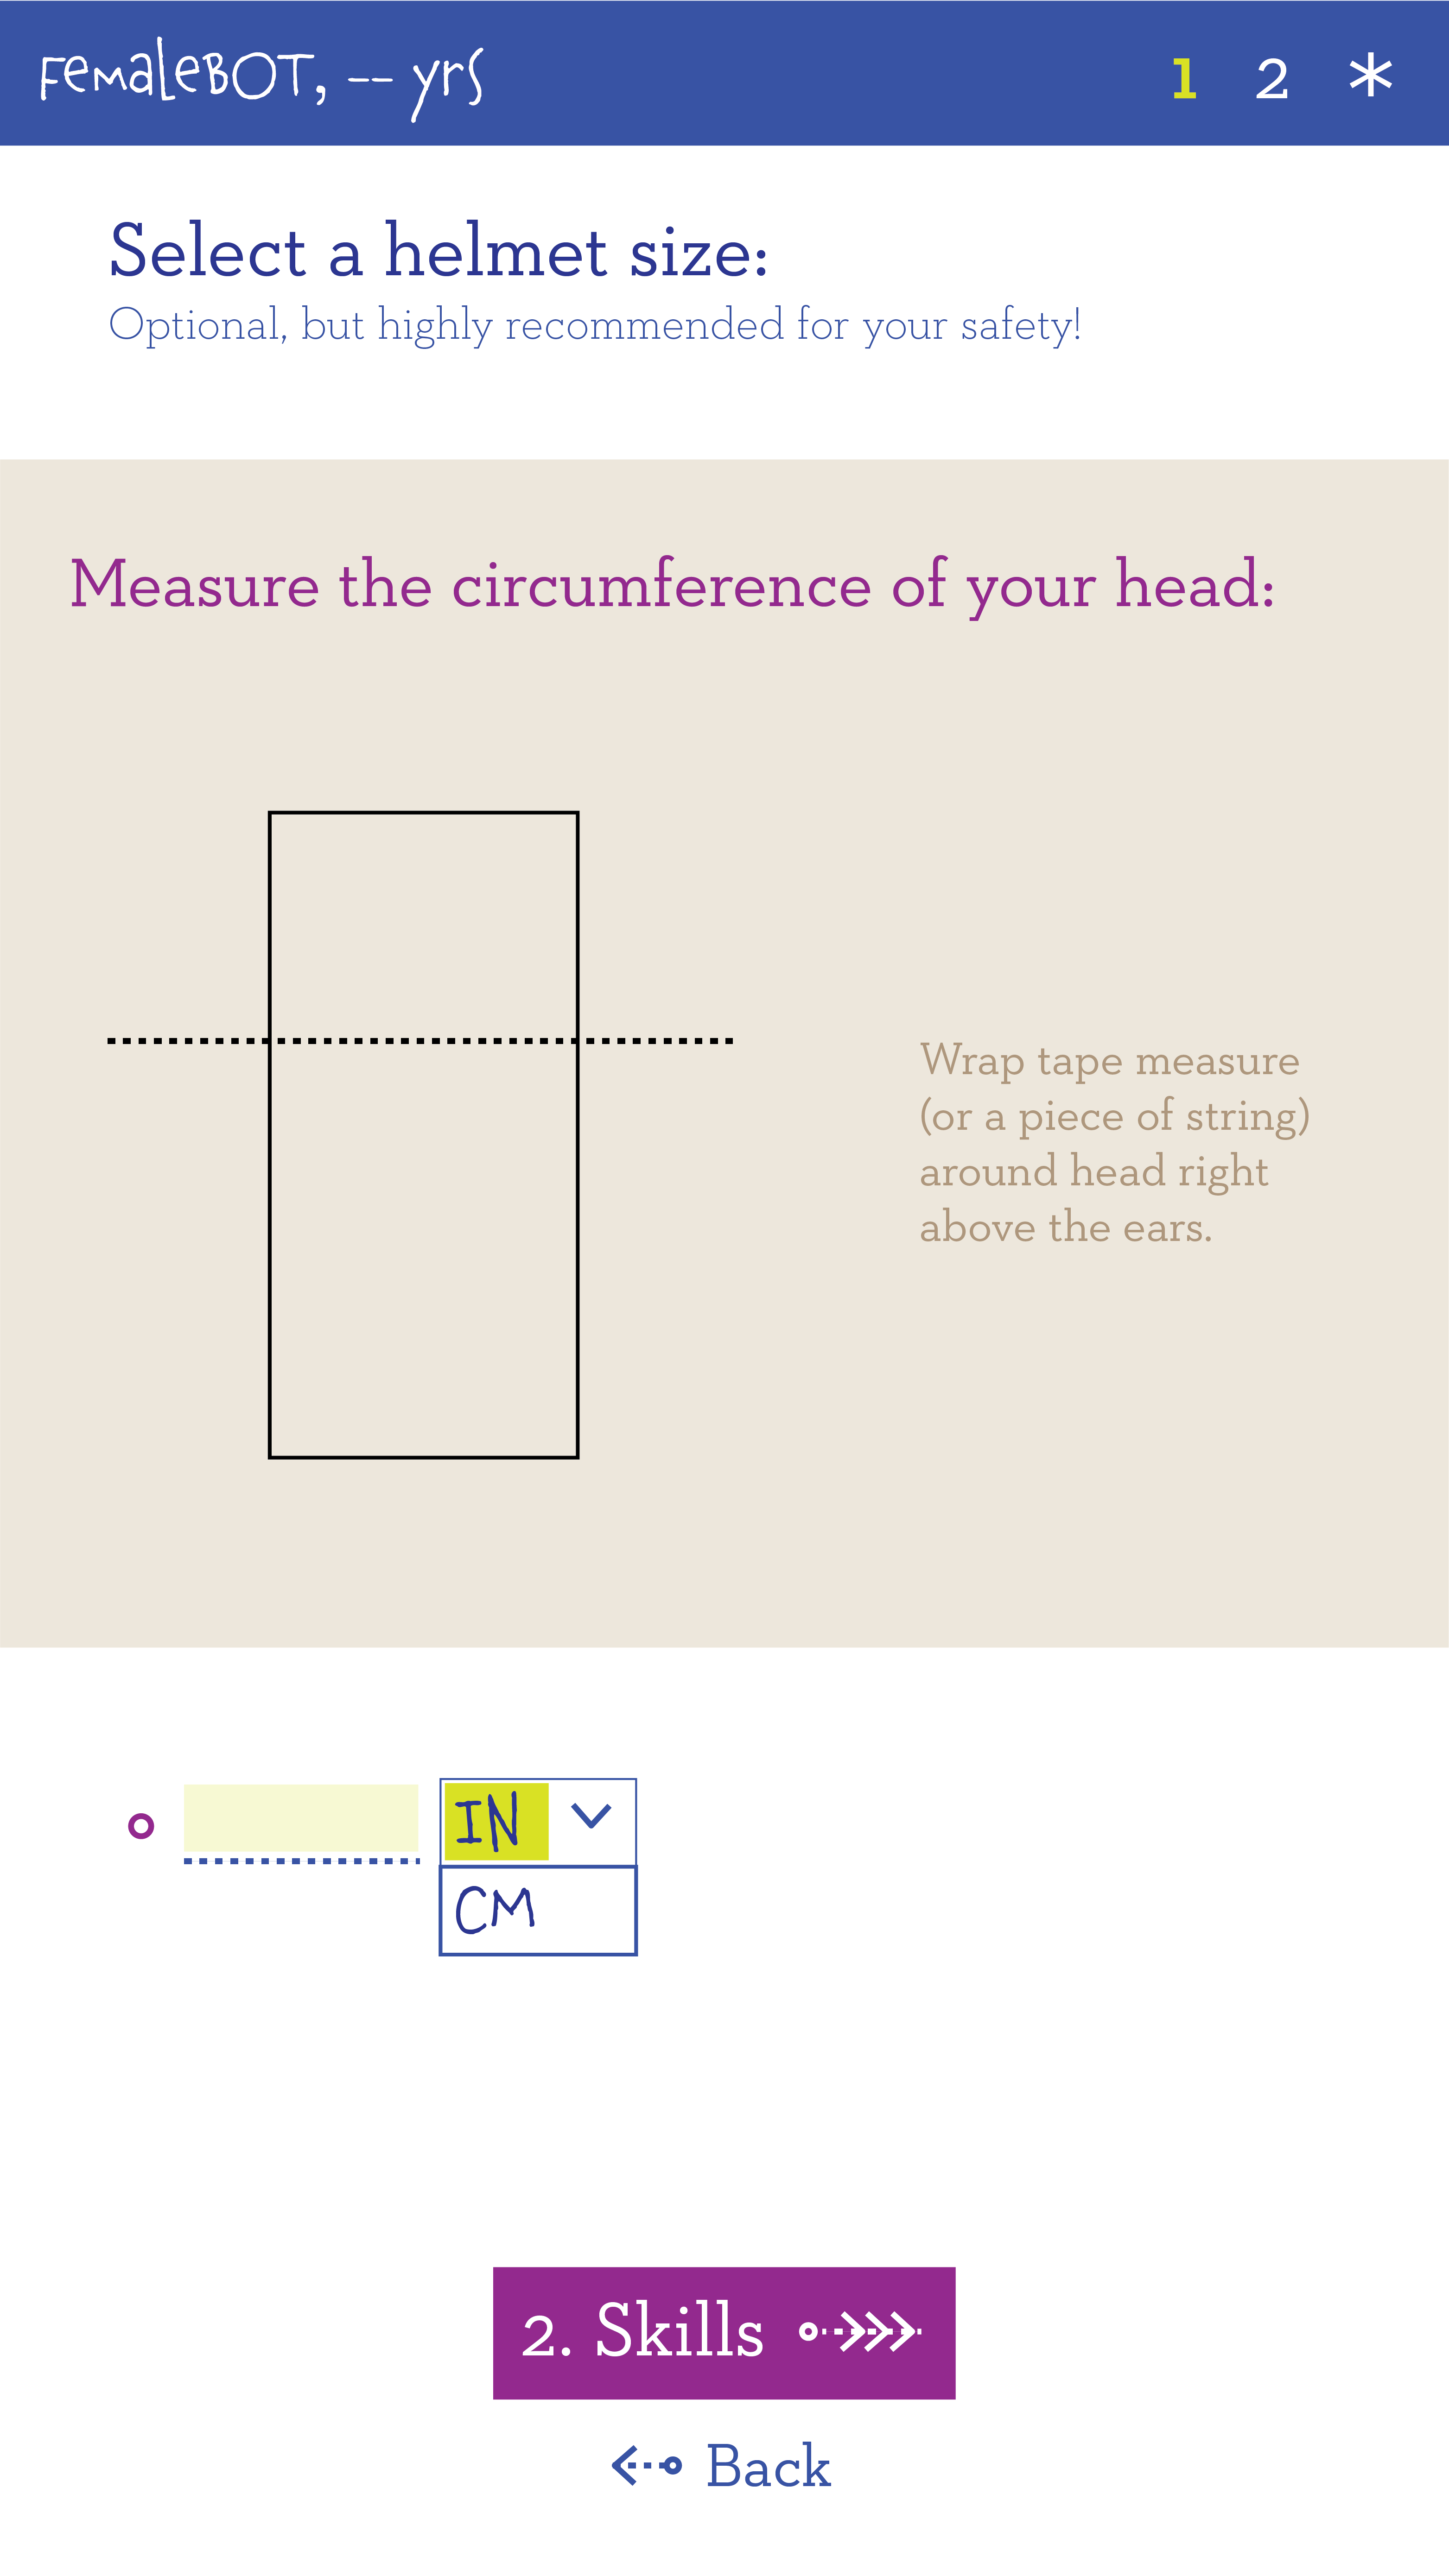 FemaleBOT, -- yrs
1 2 *
Select a helmet size:
Optional, but highly recommended for your safety!
Measure the circumference of your head:
Wrap tape measure
(or a piece of string)
around head right
above the ears.
IN
CM
2. Skills
Back